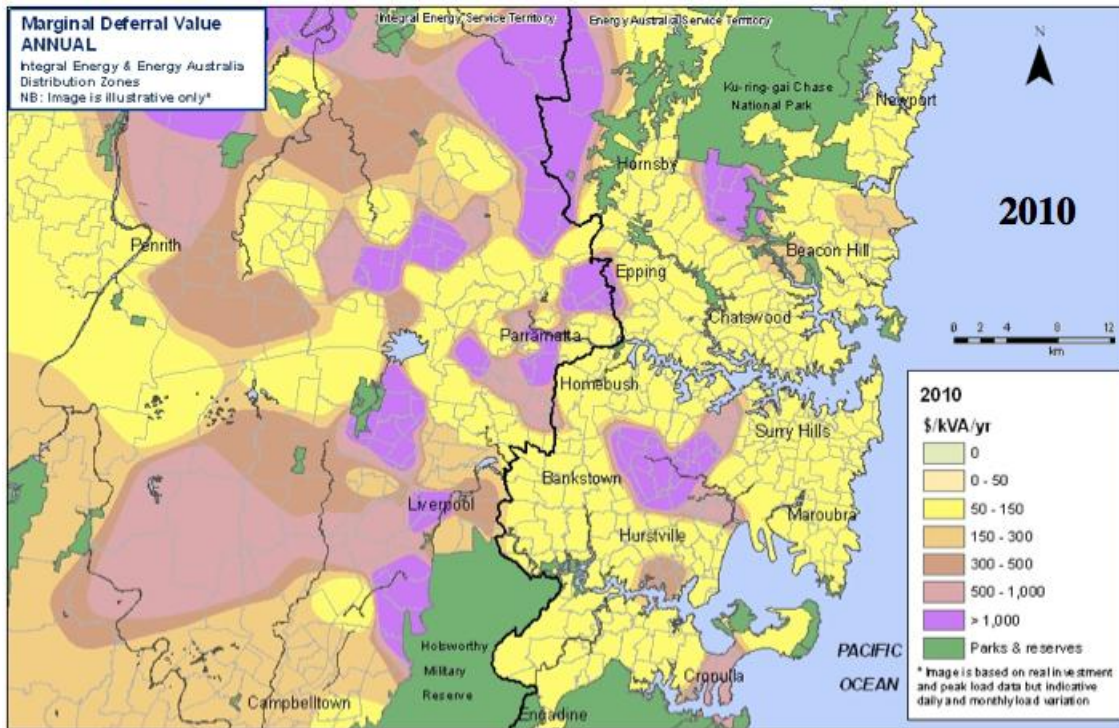 Marginal Deferral Value
ANNUAL
Integral Energy & Energy Australia
Distribution Zones
NB: Image is illustrative only*
Integral Energy Service Territory
Energy Australia Service Territory
N
Ku-ring-gai Chase
National Park
Newport
Hornsby
2010
Penrith
Beacon Hill
Epping
Chatswood
Parramatta
0 2 4 6 8 12
km
Homebush
Surry Hills
Bankstown
Liverpool
Maroubra
Hurstville
Holsworthy
Military
Reserve
Campbelltown
Engadine
Cronulla
PACIFIC
OCEAN
2010
$/kVA/yr
0
0 - 50
50 - 150
150 - 300
300 - 500
500 - 1,000
> 1,000
Parks & reserves
* Image is based on real investment
and peak load data but indicative
daily and monthly load variation